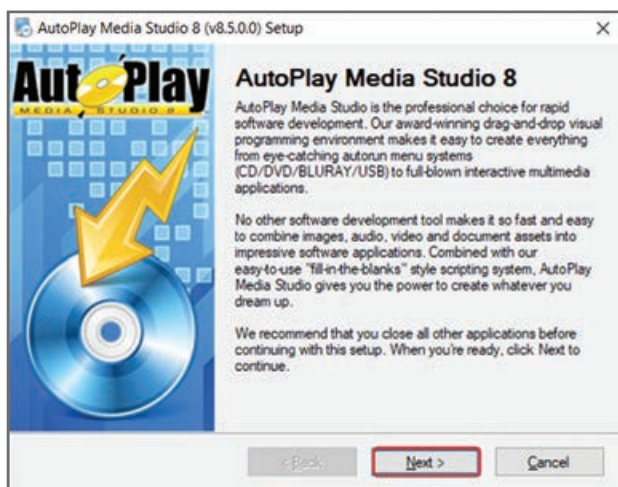 AutoPlay Media Studio 8 (v8.5.0.0) Setup
AutoPlay
MEDIA STUDIO 8
AutoPlay Media Studio 8
AutoPlay Media Studio is the professional choice for rapid
software development. Our award-winning drag-and-drop visual
programming environment makes it easy to create everything
from eye-catching autorun menu systems
(CD/DVD/BLURAY/USB) to full-blown interactive multimedia
applications.
No other software development tool makes it so fast and easy
to combine images, audio, video and document assets into
impressive software applications. Combined with our
easy-to-use "fill-in-the-blanks" style scripting system, AutoPlay
Media Studio gives you the power to create whatever you
dream up.
We recommend that you close all other applications before
continuing with this setup. When you're ready, click Next to
continue.
< Back Next > Cancel